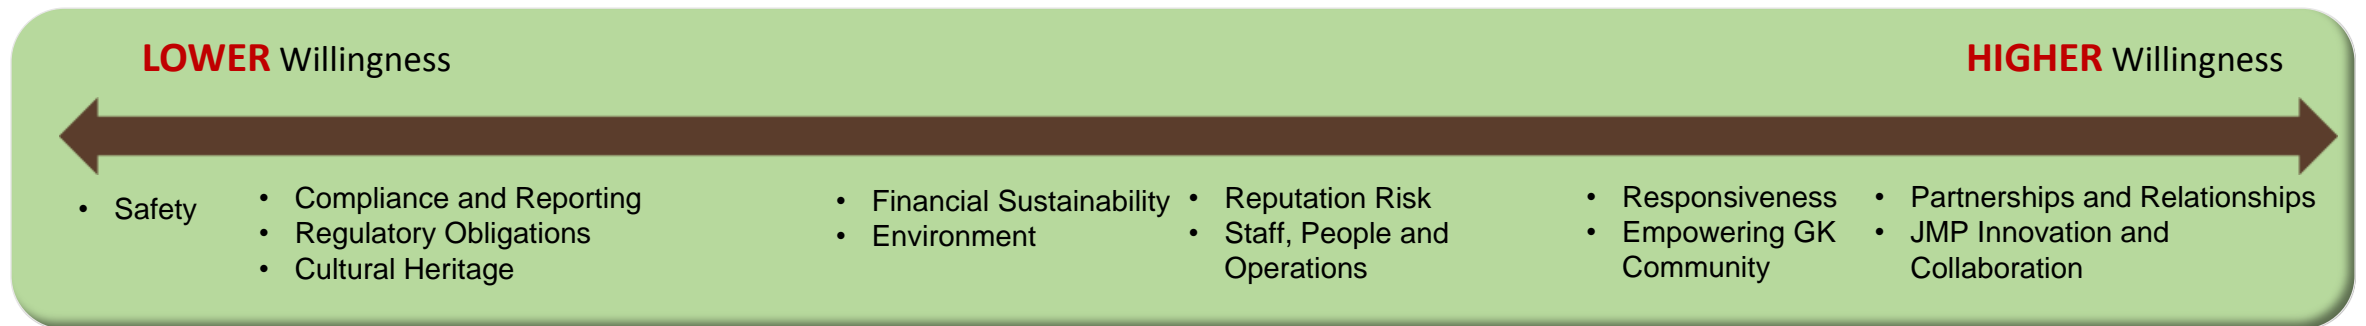 LOWER Willingness
HIGHER Willingness
• Safety
• Compliance and Reporting
• Regulatory Obligations
• Cultural Heritage
• Financial Sustainability
• Environment
• Reputation Risk
• Staff, People and
Operations
• Responsiveness
• Empowering GK
Community
• Partnerships and Relationships
• JMP Innovation and
Collaboration